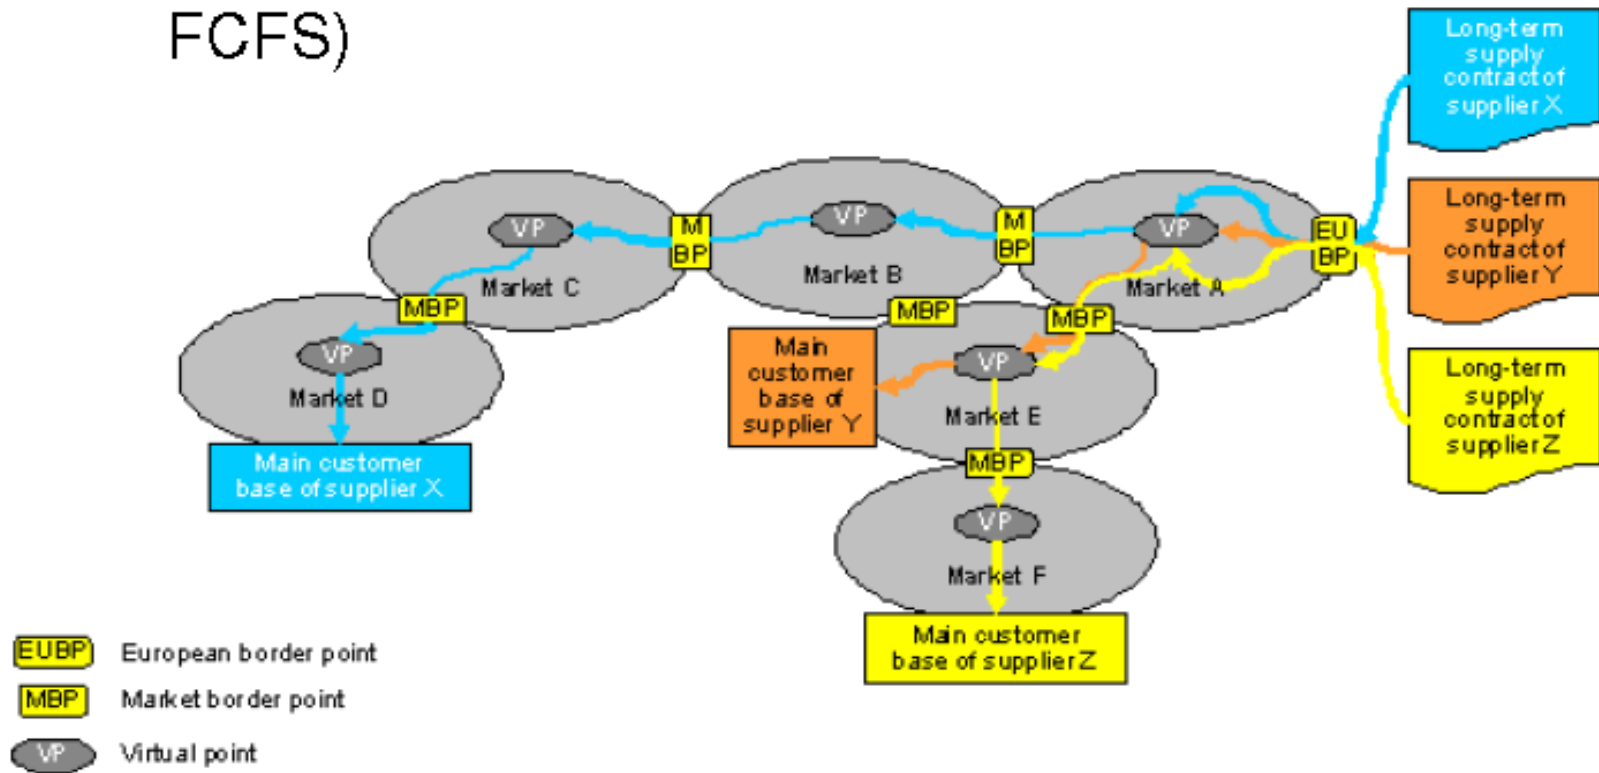 FCFS)
Long-term
supply
contract of
supplier X
Long-term
supply
contract of
supplier Y
Long-term
supply
contract of
supplier Z
VP
Market C
M
BP
VP
Market B
M
BP
VP
Market A
EU
BP
MBP
MBP
MBP
VP
Market D
Main customer
base of supplier X
Main
customer
base of
supplier Y
VP
Market E
MBP
VP
Market F
Main customer
base of supplier Z
EUBP European border point
MBP Market border point
VP Virtual point